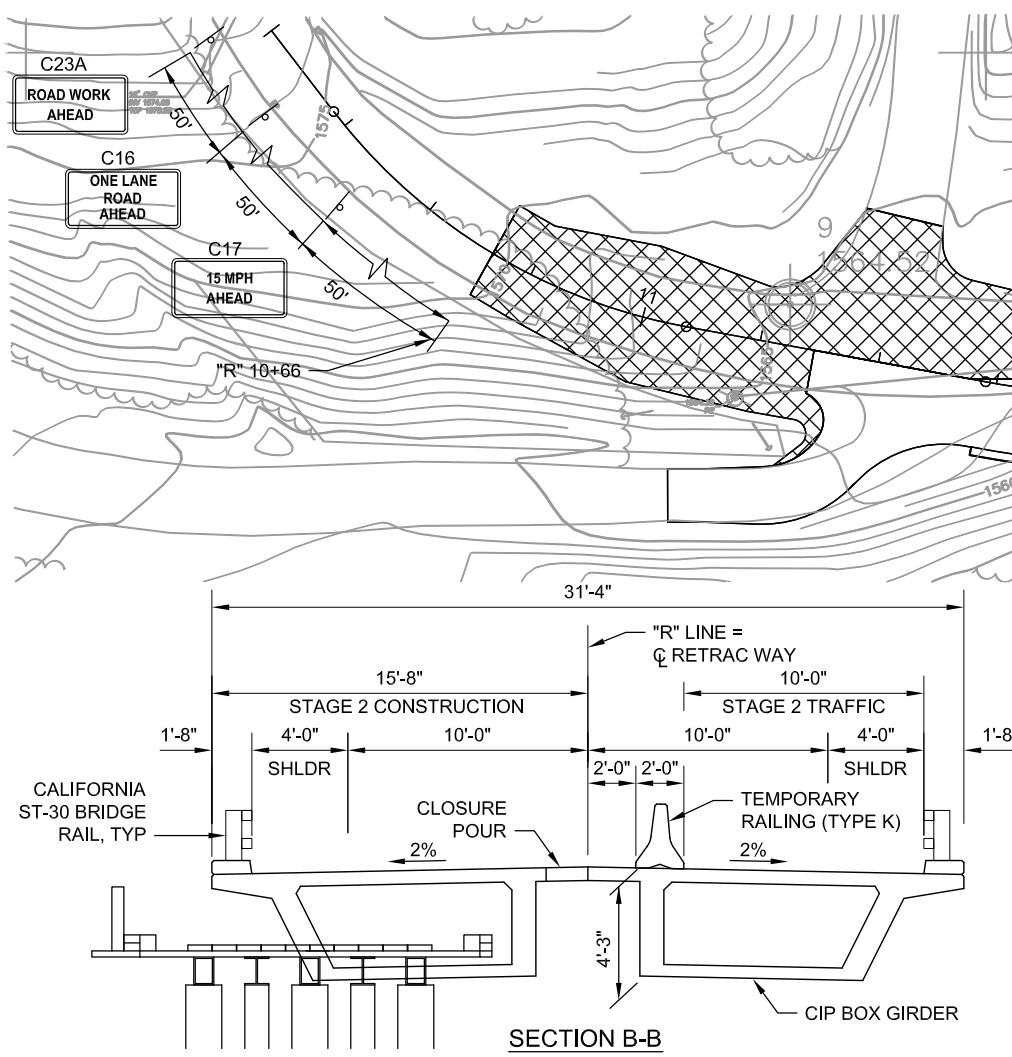 C23A
ROAD WORK
AHEAD
50'
C16
ONE LANE
ROAD
AHEAD
50'
C17
15 MPH
AHEAD
50'
"R" 10+66
1575
1570
11
9
1564.52
1565
1560
31'-4"
"R" LINE =
℄ RETRAC WAY
15'-8"
STAGE 2 CONSTRUCTION
10'-0"
STAGE 2 TRAFFIC
1'-8"
4'-0"
SHLDR
10'-0"
10'-0"
4'-0"
SHLDR
1'-8
2'-0"
2'-0"
CALIFORNIA
ST-30 BRIDGE
RAIL, TYP
CLOSURE
POUR
TEMPORARY
RAILING (TYPE K)
2%
2%
4'-3"
CIP BOX GIRDER
SECTION B-B